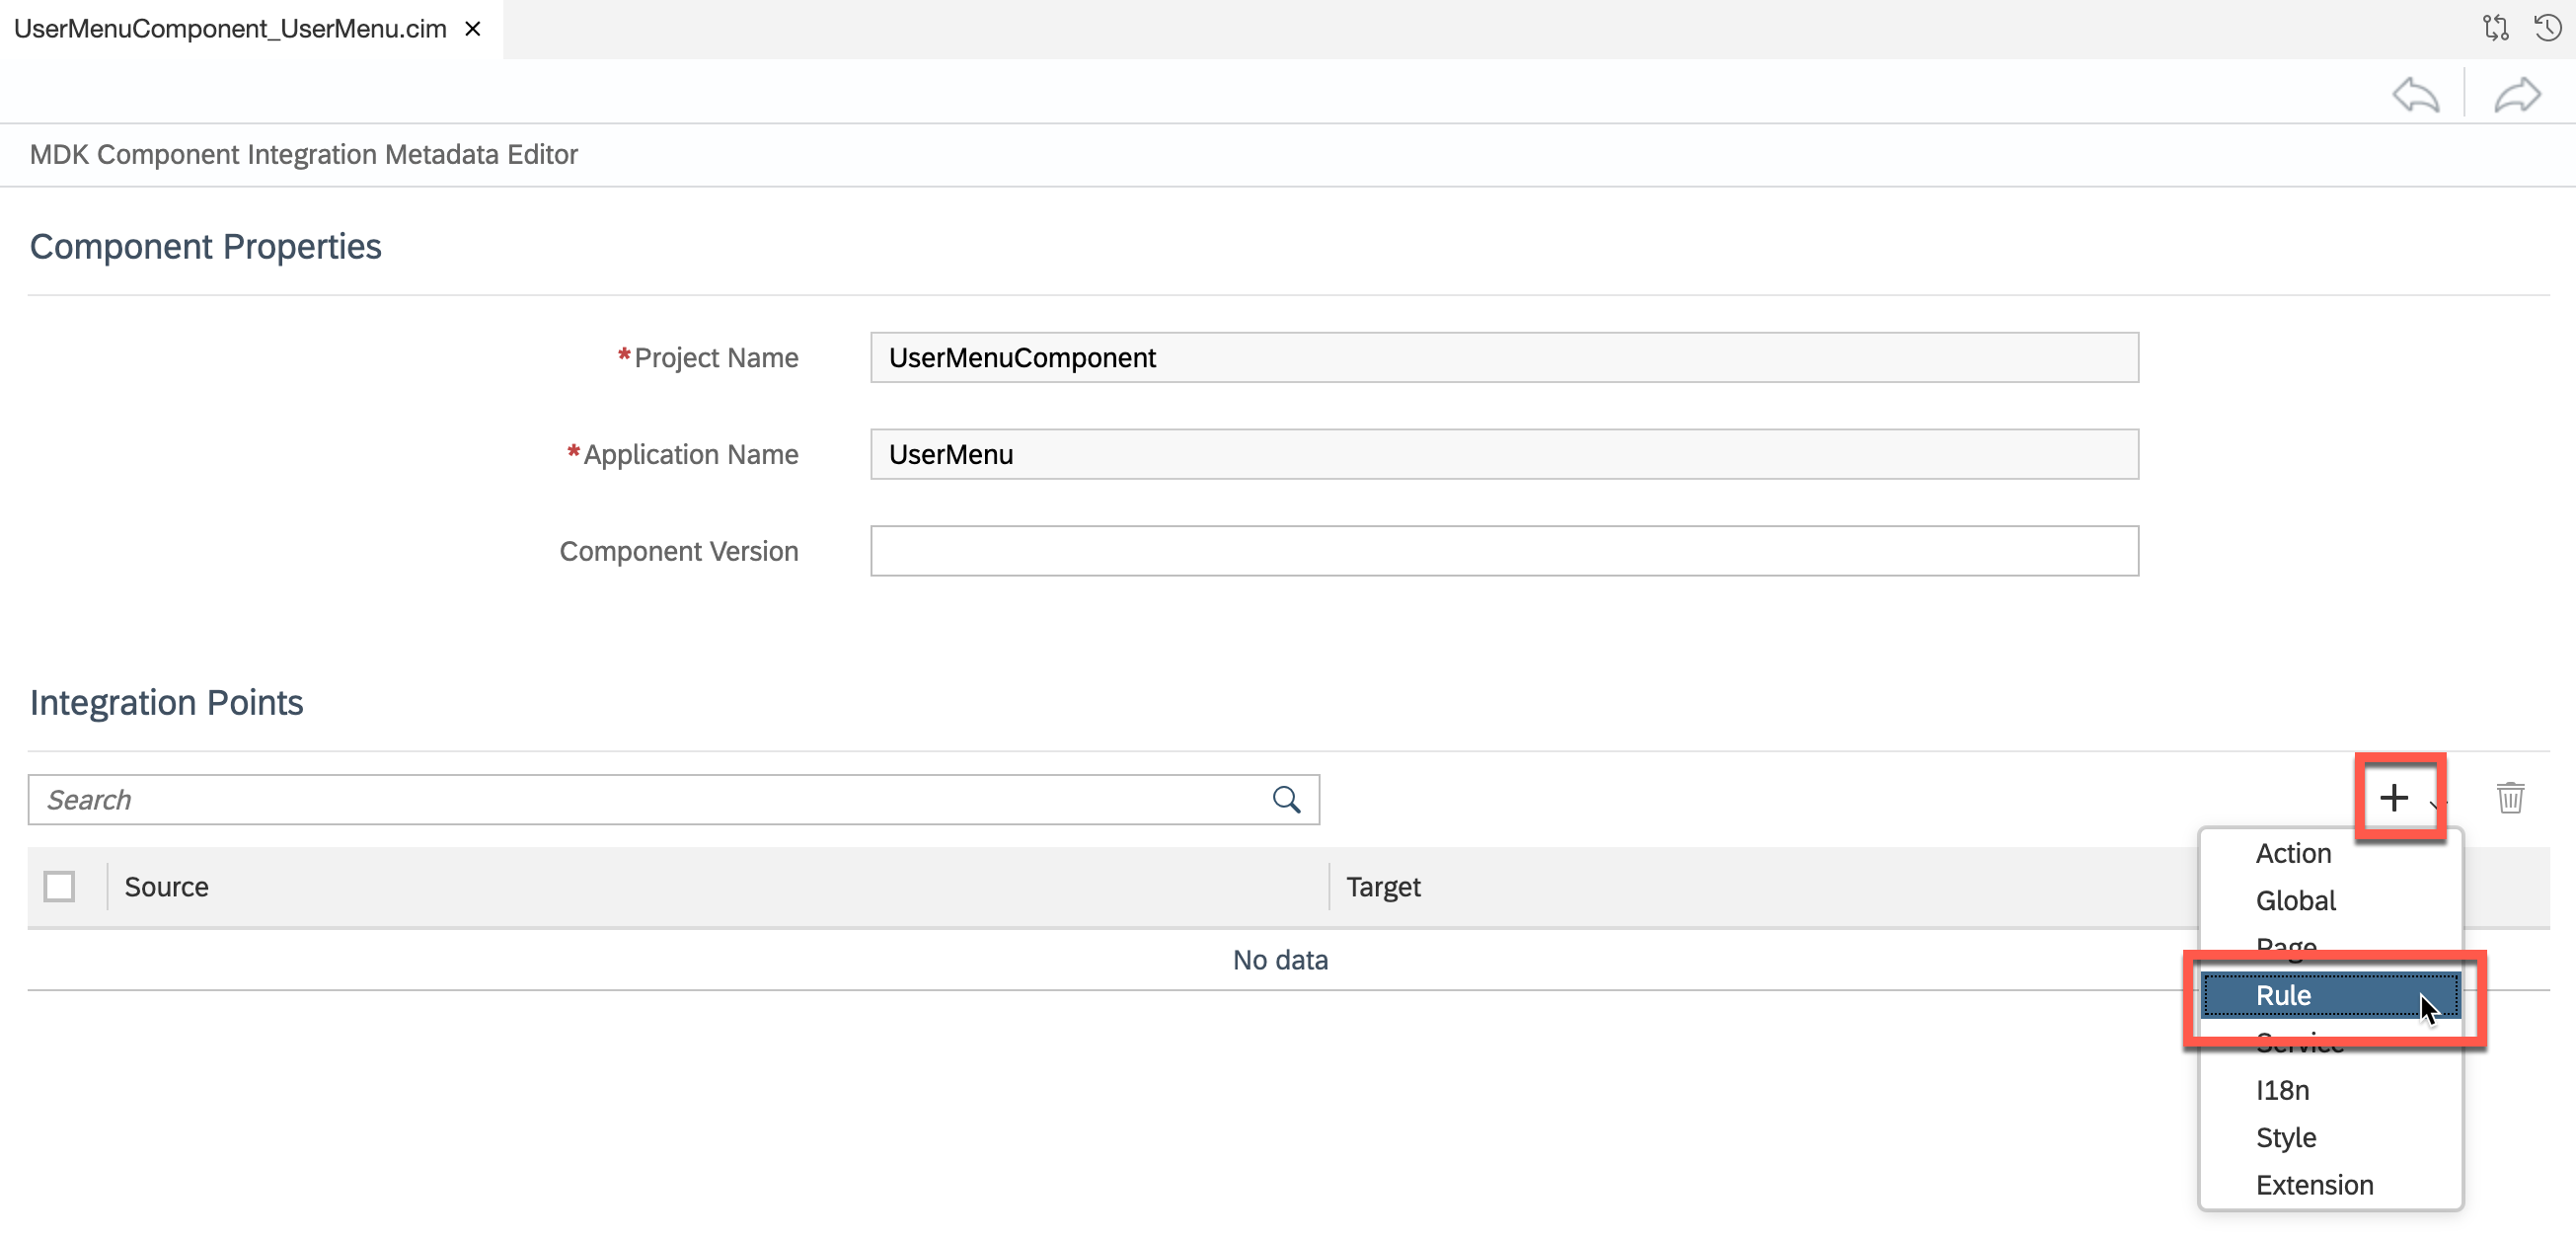 UserMenuComponent_UserMenu.cim
MDK Component Integration Metadata Editor
Component Properties
*Project Name
UserMenuComponent
*Application Name
UserMenu
Component Version
Integration Points
Search
Source
Target
No data
Action
Global
Page
Rule
Service
I18n
Style
Extension